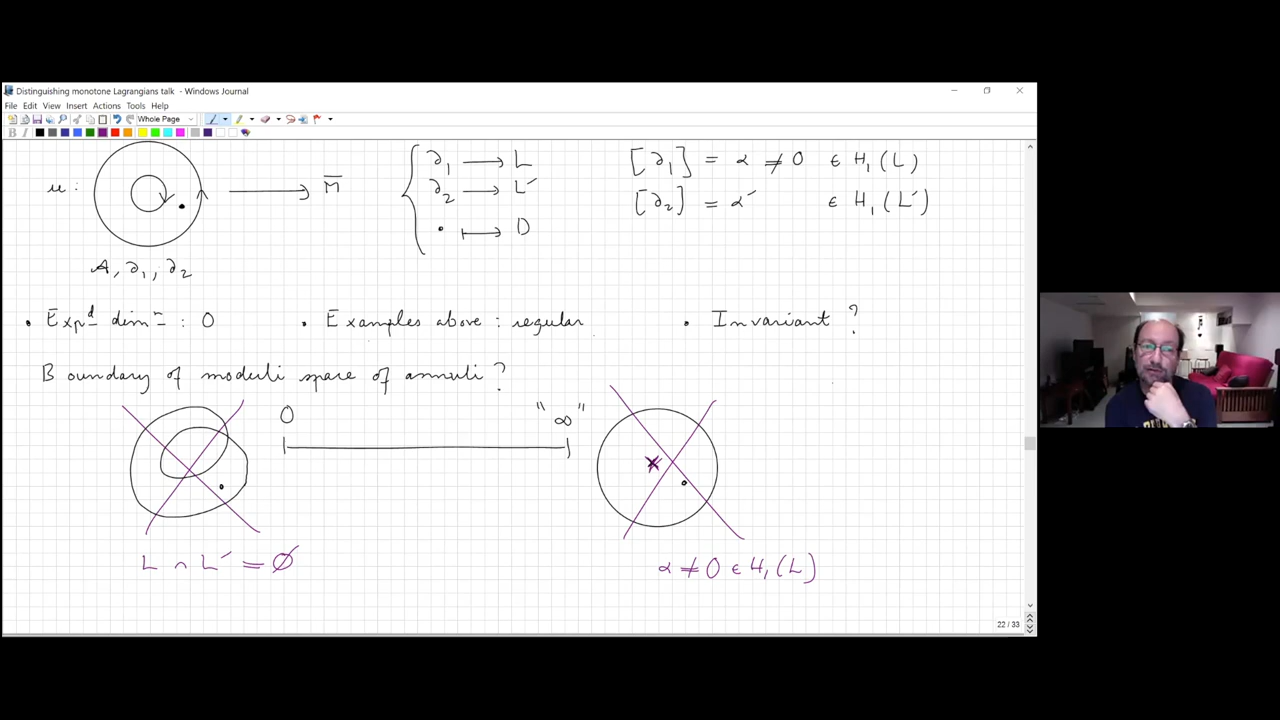 Distinguishing monotone Lagrangians talk - Windows Journal
File Edit View Insert Actions Tools Help
Whole Page
u : ⟶ M̅
∂₁ ⟶ L
∂₂ ⟶ L′
• ⟼ D
[∂₁] = α ≠ 0 ∈ H₁(L)
[∂₂] = α′ ∈ H₁(L′)
A, ∂₁, ∂₂
• Expᵈ dimⁿ : 0 • Examples above : regular • Invariant ?
Boundary of moduli space of annuli ?
0 "∞"
L ∩ L′ = ∅
α ≠ 0 ∈ H₁(L)
22 / 33